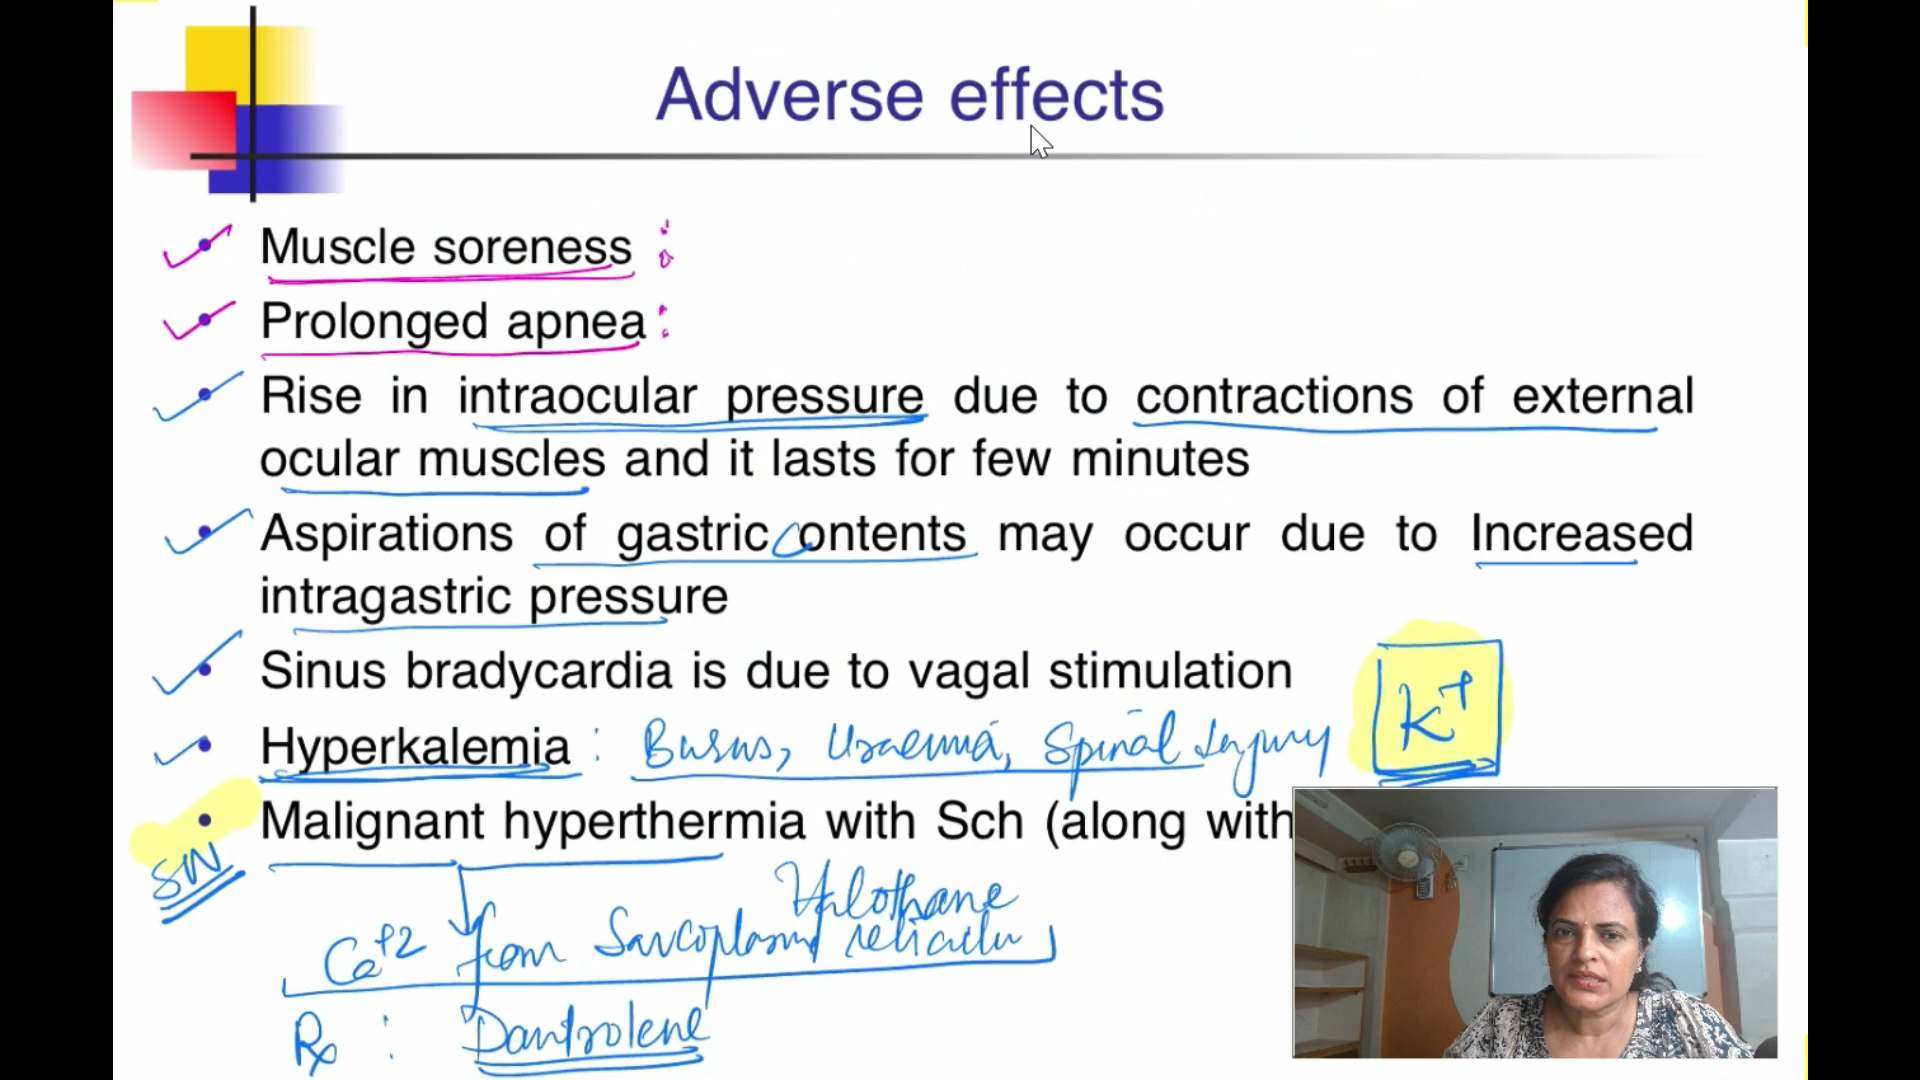 Adverse effects
• Muscle soreness :
• Prolonged apnea :
• Rise in intraocular pressure due to contractions of external
ocular muscles and it lasts for few minutes
• Aspirations of gastric contents may occur due to Increased
intragastric pressure
• Sinus bradycardia is due to vagal stimulation
K+
• Hyperkalemia : Burns, Uraemia, Spinal Injury
• Malignant hyperthermia with Sch (along with
SN
Halothane
Ca+2 from Sarcoplasmic reticulu
Rx : Dantrolene